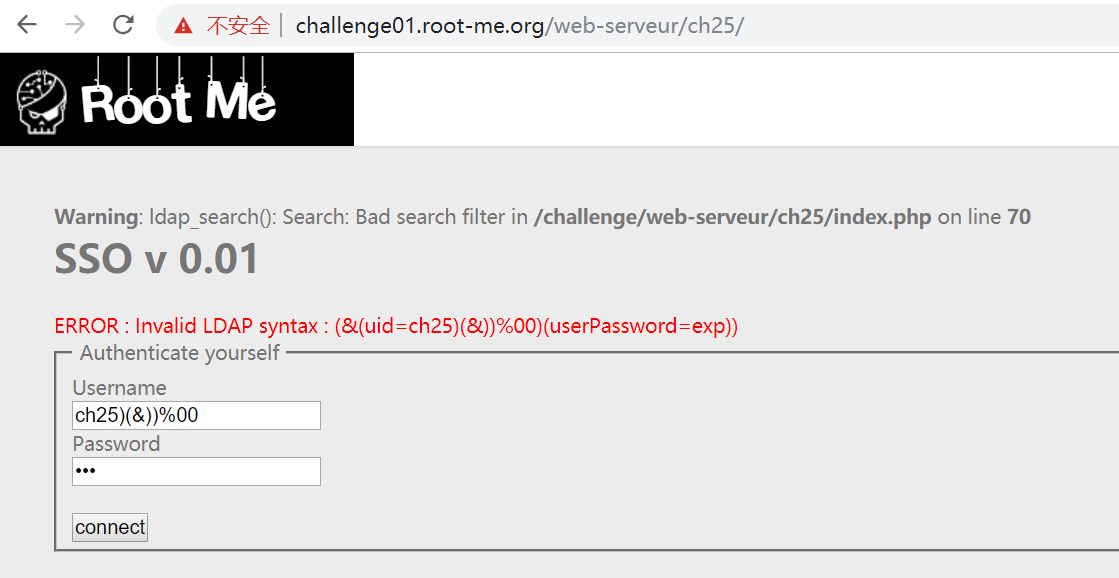 不安全 | challenge01.root-me.org/web-serveur/ch25/
Root Me
Warning: ldap_search(): Search: Bad search filter in /challenge/web-serveur/ch25/index.php on line 70
SSO v 0.01
ERROR : Invalid LDAP syntax : (&(uid=ch25)(&))%00)(userPassword=exp))
Authenticate yourself
Username
ch25)(&))%00
Password
•••
connect